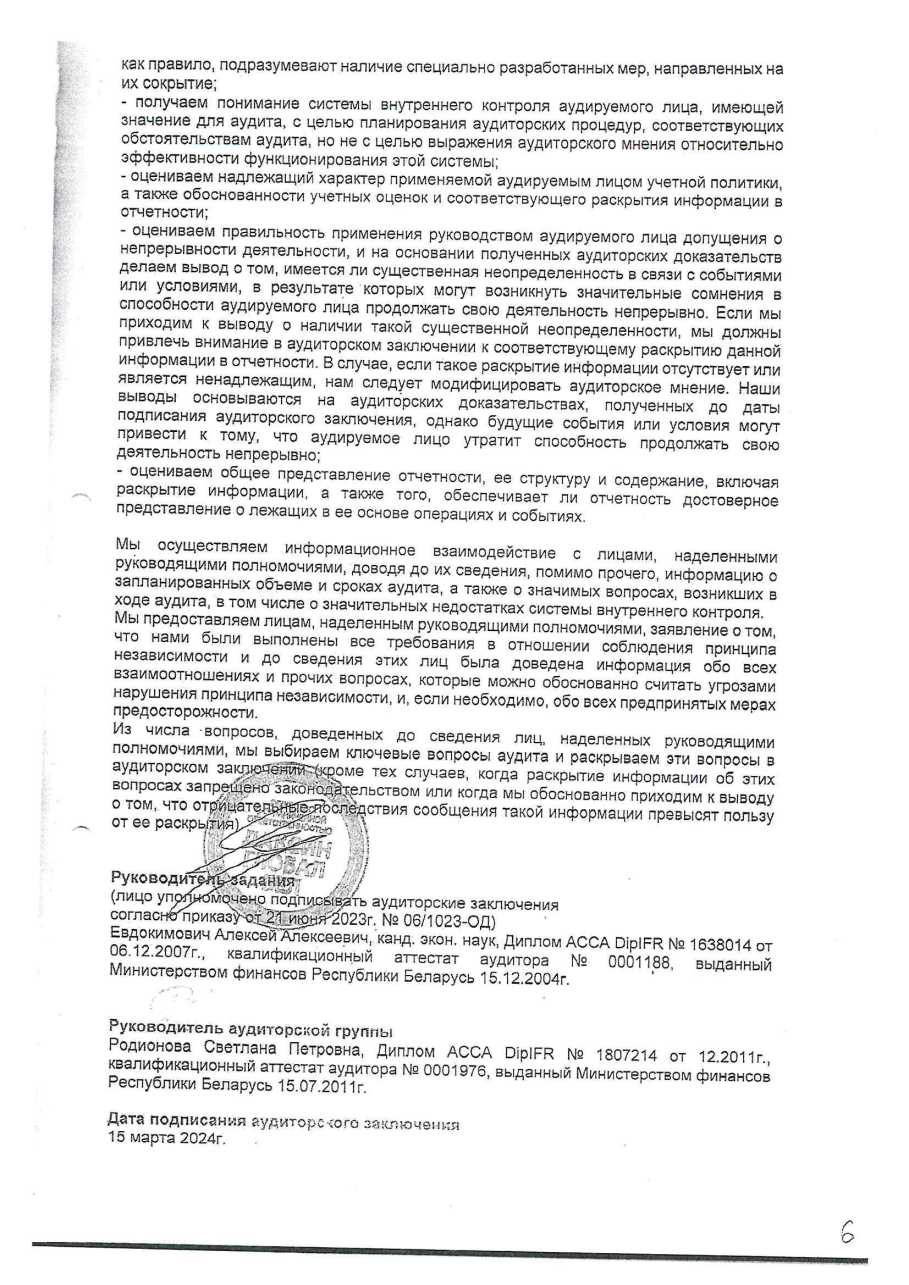 как правило, подразумевают наличие специально разработанных мер, направленных на
их сокрытие;
- получаем понимание системы внутреннего контроля аудируемого лица, имеющей
значение для аудита, с целью планирования аудиторских процедур, соответствующих
обстоятельствам аудита, но не с целью выражения аудиторского мнения относительно
эффективности функционирования этой системы;
- оцениваем надлежащий характер применяемой аудируемым лицом учетной политики,
а также обоснованности учетных оценок и соответствующего раскрытия информации в
отчетности;
- оцениваем правильность применения руководством аудируемого лица допущения о
непрерывности деятельности, и на основании полученных аудиторских доказательств
делаем вывод о том, имеется ли существенная неопределенность в связи с событиями
или условиями, в результате которых могут возникнуть значительные сомнения в
способности аудируемого лица продолжать свою деятельность непрерывно. Если мы
приходим к выводу о наличии такой существенной неопределенности, мы должны
привлечь внимание в аудиторском заключении к соответствующему раскрытию данной
информации в отчетности. В случае, если такое раскрытие информации отсутствует или
является ненадлежащим, нам следует модифицировать аудиторское мнение. Наши
выводы основываются на аудиторских доказательствах, полученных до даты
подписания аудиторского заключения, однако будущие события или условия могут
привести к тому, что аудируемое лицо утратит способность продолжать свою
деятельность непрерывно;
- оцениваем общее представление отчетности, ее структуру и содержание, включая
раскрытие информации, а также того, обеспечивает ли отчетность достоверное
представление о лежащих в ее основе операциях и событиях.
Мы осуществляем информационное взаимодействие с лицами, наделенными
руководящими полномочиями, доводя до их сведения, помимо прочего, информацию о
запланированных объеме и сроках аудита, а также о значимых вопросах, возникших в
ходе аудита, в том числе о значительных недостатках системы внутреннего контроля.
Мы предоставляем лицам, наделенным руководящими полномочиями, заявление о том,
что нами были выполнены все требования в отношении соблюдения принципа
независимости и до сведения этих лиц была доведена информация обо всех
взаимоотношениях и прочих вопросах, которые можно обоснованно считать угрозами
нарушения принципа независимости, и, если необходимо, обо всех предпринятых мерах
предосторожности.
Из числа вопросов, доведенных до сведения лиц, наделенных руководящими
полномочиями, мы выбираем ключевые вопросы аудита и раскрываем эти вопросы в
аудиторском заключении (кроме тех случаев, когда раскрытие информации об этих
вопросах запрещено законодательством или когда мы обоснованно приходим к выводу
о том, что отрицательные последствия сообщения такой информации превысят пользу
от ее раскрытия)
ответственностью
ГЛОБАЛ
Руководитель задания
(лицо уполномочено подписывать аудиторские заключения
согласно приказу от 21 июня 2023г. № 06/1023-ОД)
Евдокимович Алексей Алексеевич, канд. экон. наук, Диплом АССА DipIFR № 1638014 от
06.12.2007г., квалификационный аттестат аудитора № 0001188, выданный
Министерством финансов Республики Беларусь 15.12.2004г.
Руководитель аудиторской группы
Родионова Светлана Петровна, Диплом АССА DipIFR № 1807214 от 12.2011г.,
квалификационный аттестат аудитора № 0001976, выданный Министерством финансов
Республики Беларусь 15.07.2011г.
Дата подписания аудиторского заключения
15 марта 2024г.
6